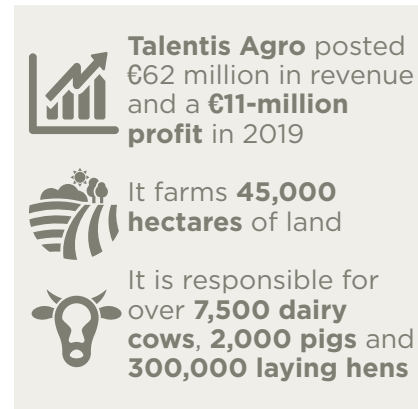 Talentis Agro posted
€62 million in revenue
and a €11-million
profit in 2019
It farms 45,000
hectares of land
It is responsible for
over 7,500 dairy
cows, 2,000 pigs and
300,000 laying hens